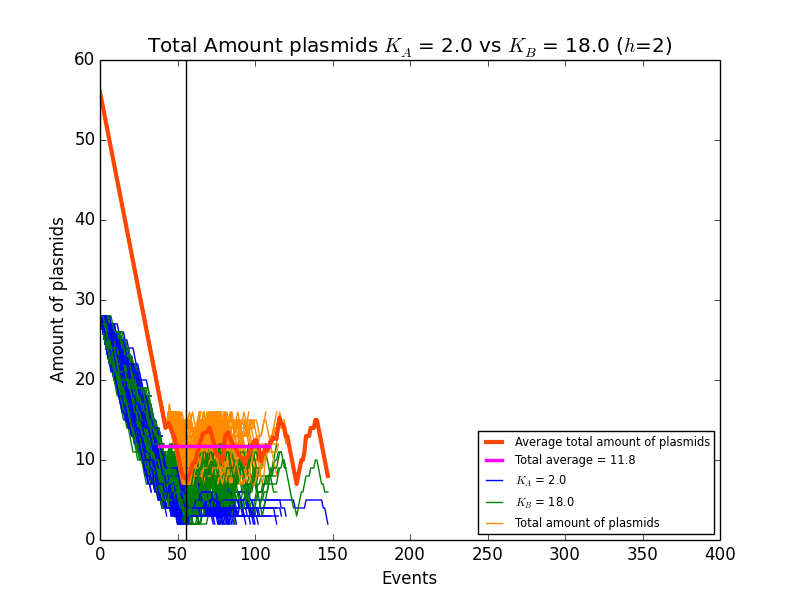 Total Amount plasmids K_A = 2.0 vs K_B = 18.0 (h=2)
60
50
40
30
20
10
0
Amount of plasmids
Average total amount of plasmids
Total average = 11.8
K_A = 2.0
K_B = 18.0
Total amount of plasmids
0 50 100 150 200 250 300 350 400
Events